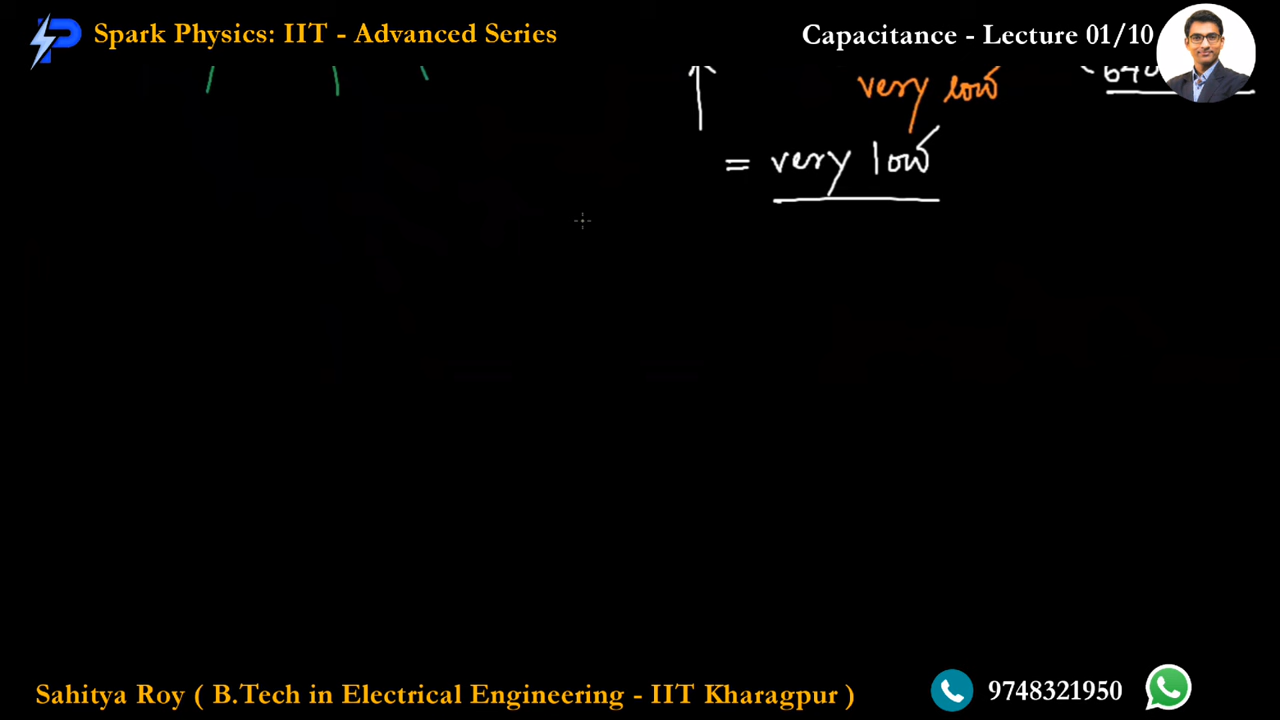 Spark Physics: IIT - Advanced Series
Capacitance - Lecture 01/10
very low
= very low
Sahitya Roy ( B.Tech in Electrical Engineering - IIT Kharagpur )
9748321950